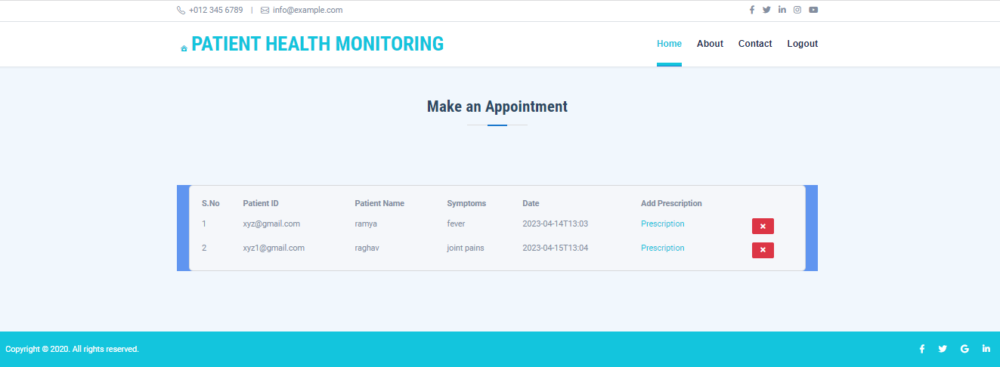 +012 345 6789 | info@example.com
PATIENT HEALTH MONITORING Home About Contact Logout
Make an Appointment
S.No Patient ID Patient Name Symptoms Date Add Prescription
1 xyz@gmail.com ramya fever 2023-04-14T13:03 Prescription
2 xyz1@gmail.com raghav joint pains 2023-04-15T13:04 Prescription
Copyright © 2020. All rights reserved.